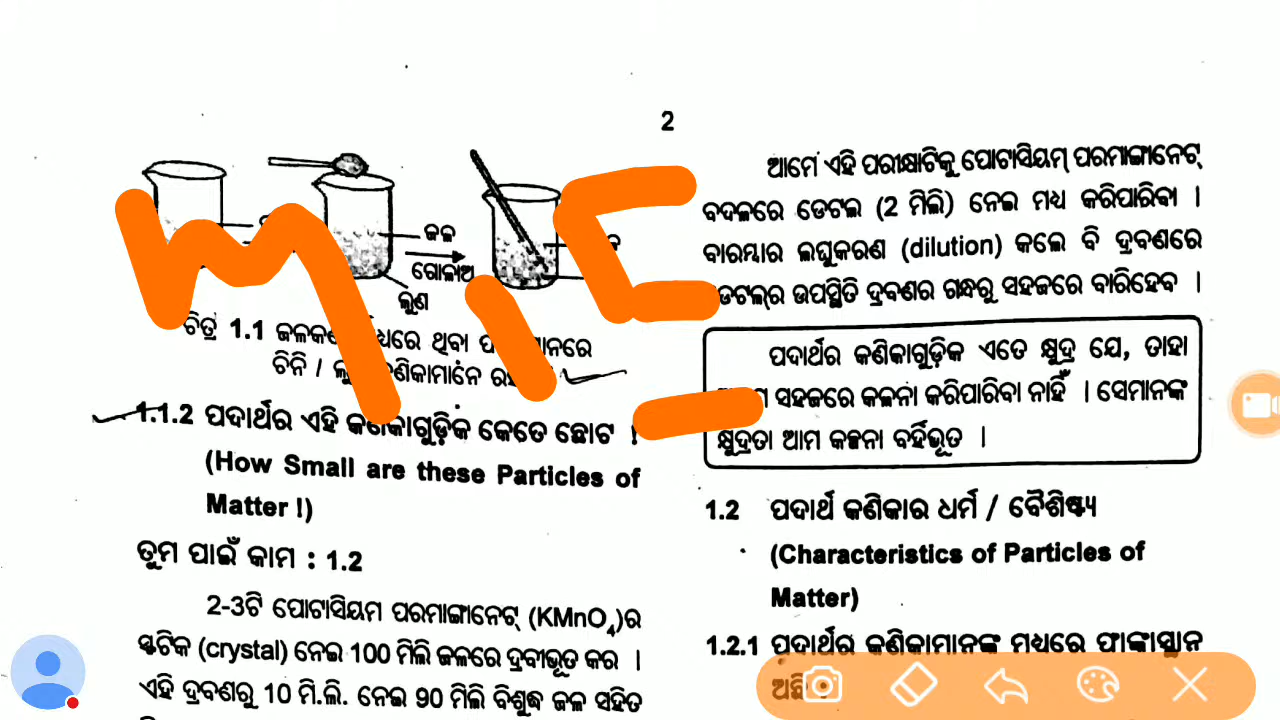 2
ଜଳ
ଗୋଳାଅ
ଲୁଣ
ଚିତ୍ର 1.1 ଜଳକଣ ଥିବା
ଚିନି /
1.1.2 ପଦାର୍ଥର ଏହି କଣିକାଗୁଡ଼ିକ କେତେ ଛୋଟ !
(How Small are these Particles of
Matter !)
ତୁମ ପାଇଁ କାମ : 1.2
2-3ଟି ପୋଟାସିୟମ ପରମାଙ୍ଗାନେଟ୍ (KMnO₄)ର
ସ୍ଫଟିକ (crystal) ନେଇ 100 ମିଲି ଜଳରେ ଦ୍ରବୀଭୂତ କର ।
ଏହି ଦ୍ରବଣରୁ 10 ମି.ଲି. ନେଇ 90 ମିଲି ବିଶୁଦ୍ଧ ଜଳ ସହିତ
ଆମେ ଏହି ପରୀକ୍ଷାଟିକୁ ପୋଟାସିୟମ୍ ପରମାଙ୍ଗାନେଟ୍
ବଦଳରେ ଡେଟଲ (2 ମିଲି) ନେଇ ମଧ୍ୟ କରିପାରିବା ।
ବାରମ୍ବାର ଲଘୁକରଣ (dilution) କଲେ ବି ଦ୍ରବଣରେ
ଡେଟଲ୍‌ର ଉପସ୍ଥିତି ଦ୍ରବଣର ଗନ୍ଧରୁ ସହଜରେ ବାରିହେବ ।
ପଦାର୍ଥର କଣିକାଗୁଡ଼ିକ ଏତେ କ୍ଷୁଦ୍ର ଯେ, ତାହା
ସହଜରେ କଳନା କରିପାରିବା ନାହିଁ । ସେମାନଙ୍କ
କ୍ଷୁଦ୍ରତା ଆମ କଳ୍ପନା ବର୍ହିଭୂତ ।
1.2 ପଦାର୍ଥ କଣିକାର ଧର୍ମ / ବୈଶିଷ୍ଟ୍ୟ
(Characteristics of Particles of
Matter)
1.2.1 ପଦାର୍ଥର କଣିକାମାନଙ୍କ ମଧ୍ୟରେ ଫାଙ୍କାସ୍ଥାନ